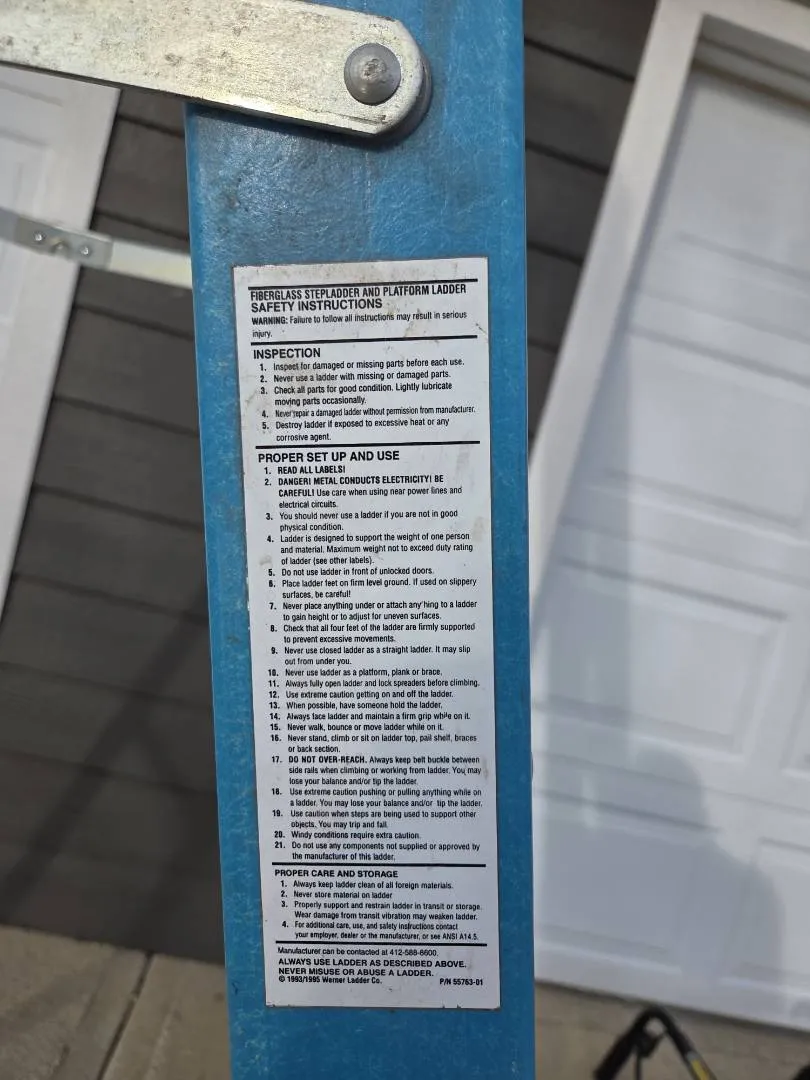 FIBERGLASS STEPLADDER AND PLATFORM LADDER
SAFETY INSTRUCTIONS
WARNING: Failure to follow all instructions may result in serious
injury.
INSPECTION
1. Inspect for damaged or missing parts before each use.
2. Never use a ladder with missing or damaged parts.
3. Check all parts for good condition. Lightly lubricate
moving parts occasionally.
4. Never repair a damaged ladder without permission from manufacturer.
5. Destroy ladder if exposed to excessive heat or any
corrosive agent.
PROPER SET UP AND USE
1. READ ALL LABELS!
2. DANGER! METAL CONDUCTS ELECTRICITY! BE
CAREFUL! Use care when using near power lines and
electrical circuits.
3. You should never use a ladder if you are not in good
physical condition.
4. Ladder is designed to support the weight of one person
and material. Maximum weight not to exceed duty rating
of ladder (see other labels).
5. Do not use ladder in front of unlocked doors.
6. Place ladder feet on firm level ground. If used on slippery
surfaces, be careful!
7. Never place anything under or attach anything to a ladder
to gain height or to adjust for uneven surfaces.
8. Check that all four feet of the ladder are firmly supported
to prevent excessive movements.
9. Never use closed ladder as a straight ladder. It may slip
out from under you.
10. Never use ladder as a platform, plank or brace.
11. Always fully open ladder and lock spreaders before climbing.
12. Use extreme caution getting on and off the ladder.
13. When possible, have someone hold the ladder.
14. Always face ladder and maintain a firm grip while on it.
15. Never walk, bounce or move ladder while on it.
16. Never stand, climb or sit on ladder top, pail shelf, braces
or back section.
17. DO NOT OVER-REACH. Always keep belt buckle between
side rails when climbing or working from ladder. You may
lose your balance and/or tip the ladder.
18. Use extreme caution pushing or pulling anything while on
a ladder. You may lose your balance and/or tip the ladder.
19. Use caution when steps are being used to support other
objects. You may trip and fall.
20. Windy conditions require extra caution.
21. Do not use any components not supplied or approved by
the manufacturer of this ladder.
PROPER CARE AND STORAGE
1. Always keep ladder clean of all foreign materials.
2. Never store material on ladder
3. Properly support and restrain ladder in transit or storage.
Wear damage from transit vibration may weaken ladder.
4. For additional care, use, and safety instructions contact
your employer, dealer or the manufacturer, or see ANSI A14.5.
Manufacturer can be contacted at 412-588-8600.
ALWAYS USE LADDER AS DESCRIBED ABOVE.
NEVER MISUSE OR ABUSE A LADDER.
© 1993/1995 Werner Ladder Co. P/N 55763-01